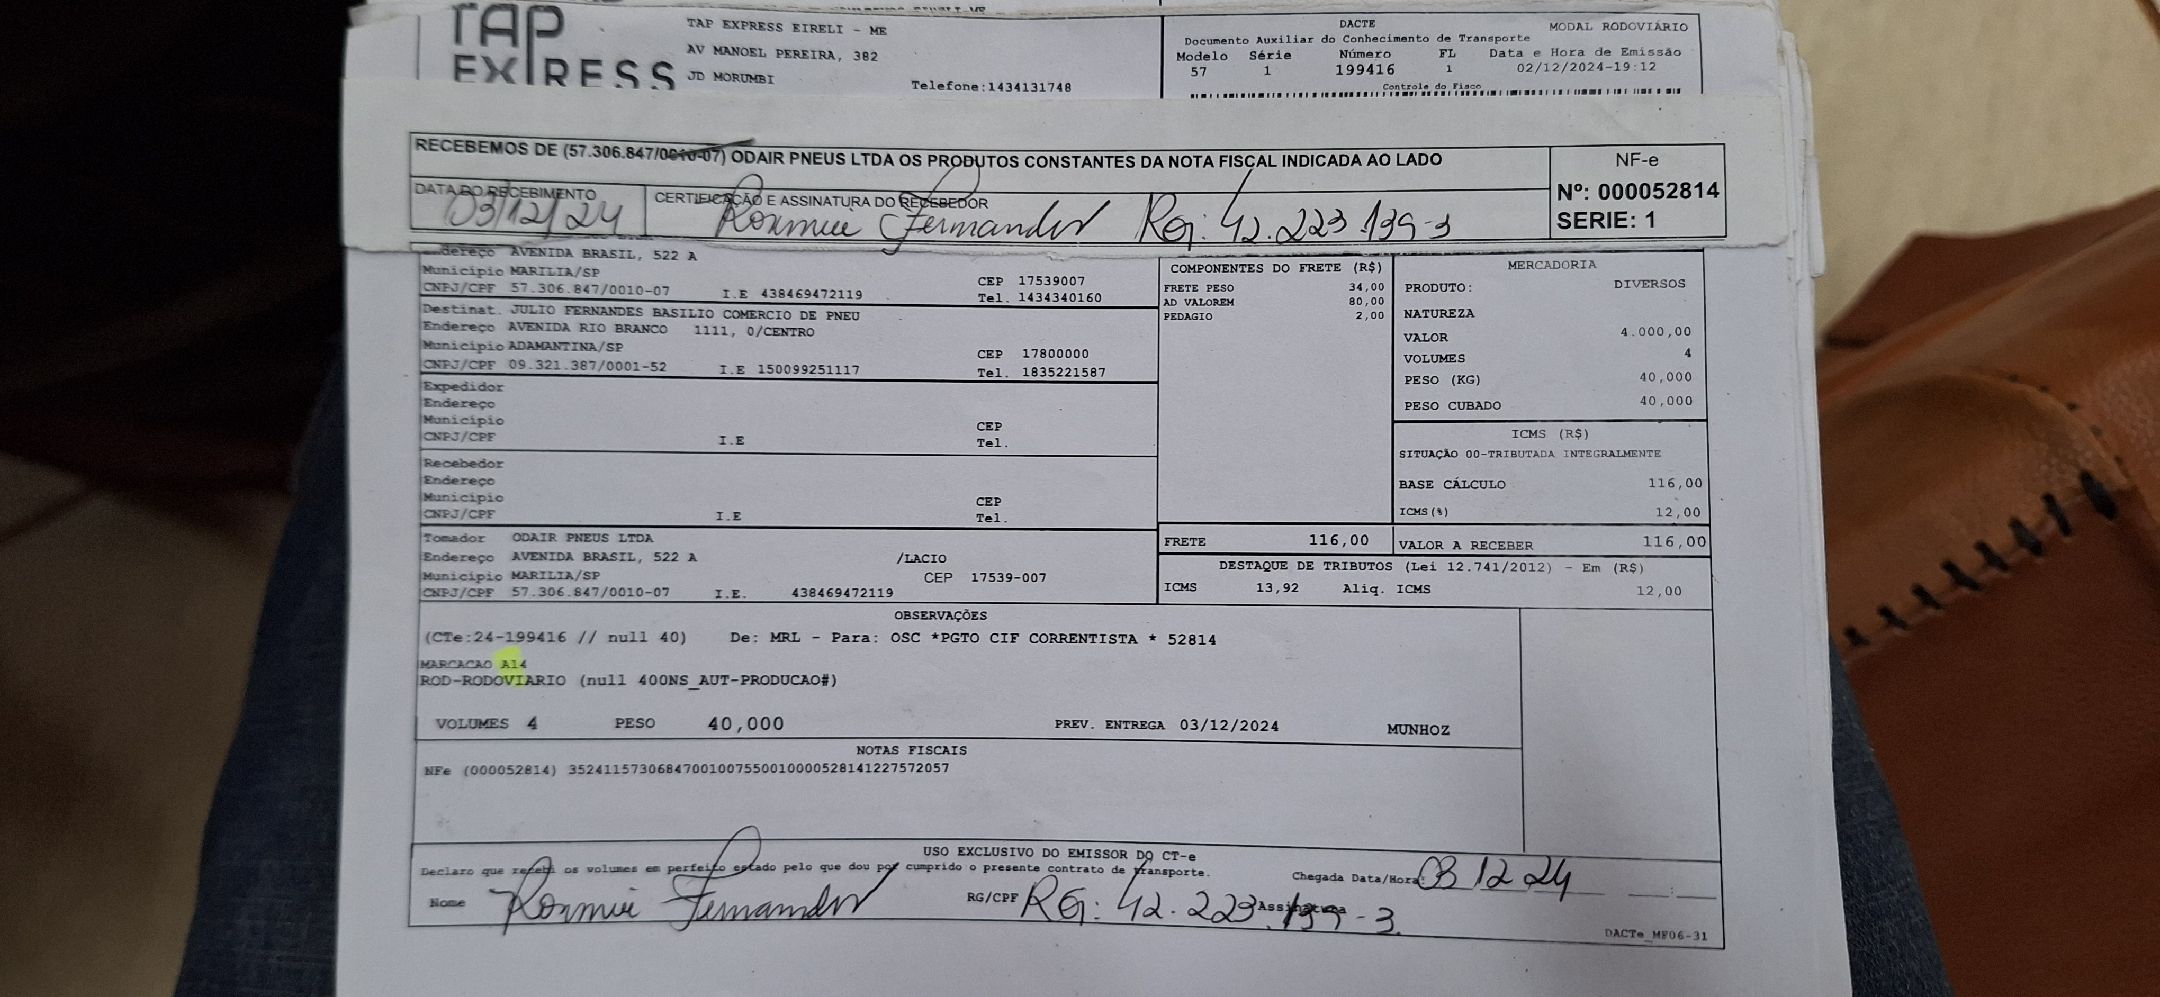 TAP EXPRESS
TAP EXPRESS EIRELI - ME
AV MANOEL PEREIRA, 382
JD MORUMBI
Telefone:1434131748
DACTE MODAL RODOVIÁRIO
Documento Auxiliar do Conhecimento de Transporte
Modelo Série Número FL Data e Hora de Emissão
57 1 199416 1 02/12/2024-19:12
Controle do Fisco
RECEBEMOS DE (57.306.847/0010-07) ODAIR PNEUS LTDA OS PRODUTOS CONSTANTES DA NOTA FISCAL INDICADA AO LADO
NF-e
Nº: 000052814
SERIE: 1
DATA DO RECEBIMENTO
03/12/24
CERTIFICAÇÃO E ASSINATURA DO RECEBEDOR
Fernandes RG: 42.223.139-3
Endereço AVENIDA BRASIL, 522 A
Município MARILIA/SP CEP 17539007
CNPJ/CPF 57.306.847/0010-07 I.E 438469472119 Tel. 1434340160
Destinat. JULIO FERNANDES BASILIO COMERCIO DE PNEU
Endereço AVENIDA RIO BRANCO 1111, 0/CENTRO
Município ADAMANTINA/SP CEP 17800000
CNPJ/CPF 09.321.387/0001-52 I.E 150099251117 Tel. 1835221587
Expedidor
Endereço
Município CEP
CNPJ/CPF I.E Tel.
Recebedor
Endereço
Município CEP
CNPJ/CPF I.E Tel.
Tomador ODAIR PNEUS LTDA
Endereço AVENIDA BRASIL, 522 A /LACIO
Município MARILIA/SP CEP 17539-007
CNPJ/CPF 57.306.847/0010-07 I.E. 438469472119
COMPONENTES DO FRETE (R$)
FRETE PESO 34,00
AD VALOREM 80,00
PEDAGIO 2,00
MERCADORIA
PRODUTO: DIVERSOS
NATUREZA
VALOR 4.000,00
VOLUMES 4
PESO (KG) 40,000
PESO CUBADO 40,000
ICMS (R$)
SITUAÇÃO 00-TRIBUTADA INTEGRALMENTE
BASE CÁLCULO 116,00
ICMS(%) 12,00
FRETE 116,00 VALOR A RECEBER 116,00
DESTAQUE DE TRIBUTOS (Lei 12.741/2012) - Em (R$)
ICMS 13,92 Aliq. ICMS 12,00
OBSERVAÇÕES
(CTe:24-199416 // null 40) De: MRL - Para: OSC *PGTO CIF CORRENTISTA * 52814
MARCACAO A14
ROD-RODOVIARIO (null 400NS_AUT-PRODUCAO#)
VOLUMES 4 PESO 40,000 PREV. ENTREGA 03/12/2024 MUNHOZ
NOTAS FISCAIS
NFe (000052814) 35241157306847001007550010000528141227572057
USO EXCLUSIVO DO EMISSOR DO CT-e
Declaro que recebi os volumes em perfeito estado pelo que dou por cumprido o presente contrato de transporte. Chegada Data/Hora: 03 12 24
Nome Fernandes RG/CPF RG: 42.223.139-3 Assinatura
DACTe_MF06-31